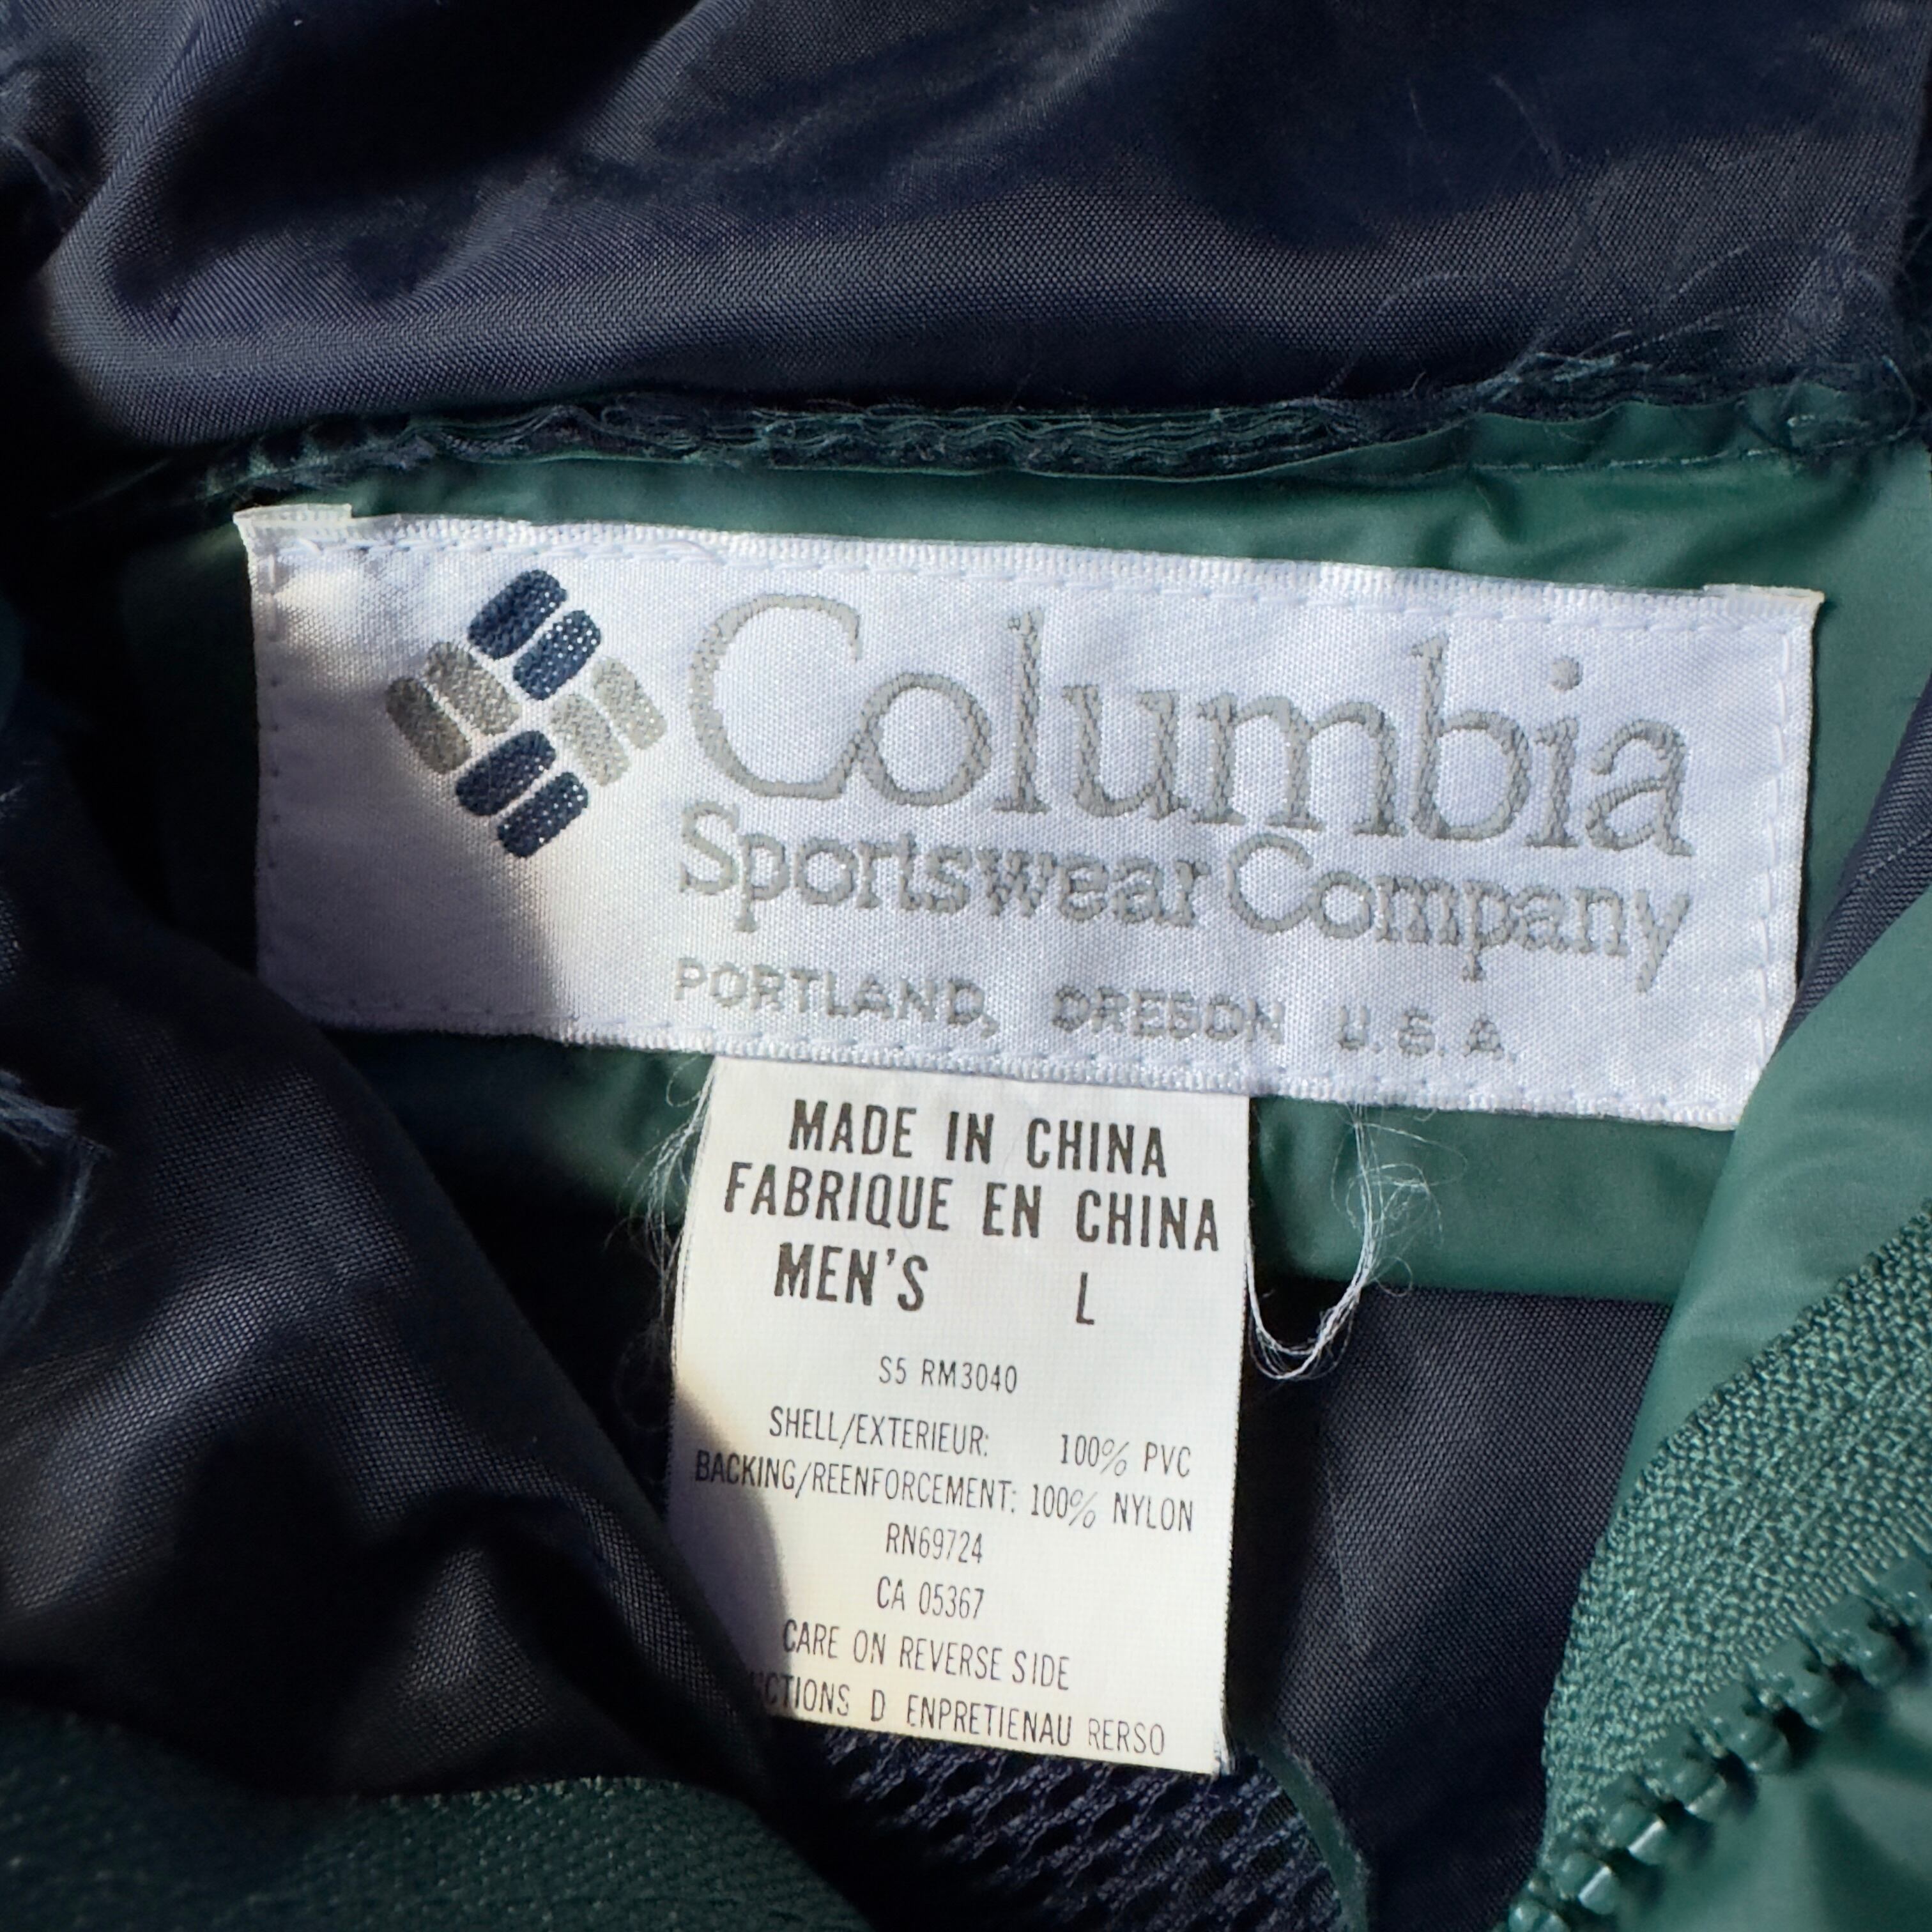 Columbia
Sportswear Company
PORTLAND, OREGON U.S.A.
MADE IN CHINA
FABRIQUE EN CHINA
MEN'S L
S5 RM3040
SHELL/EXTERIEUR: 100% PVC
BACKING/REENFORCEMENT: 100% NYLON
RN69724
CA 05367
CARE ON REVERSE SIDE
D ENPRETIENAU RERSO